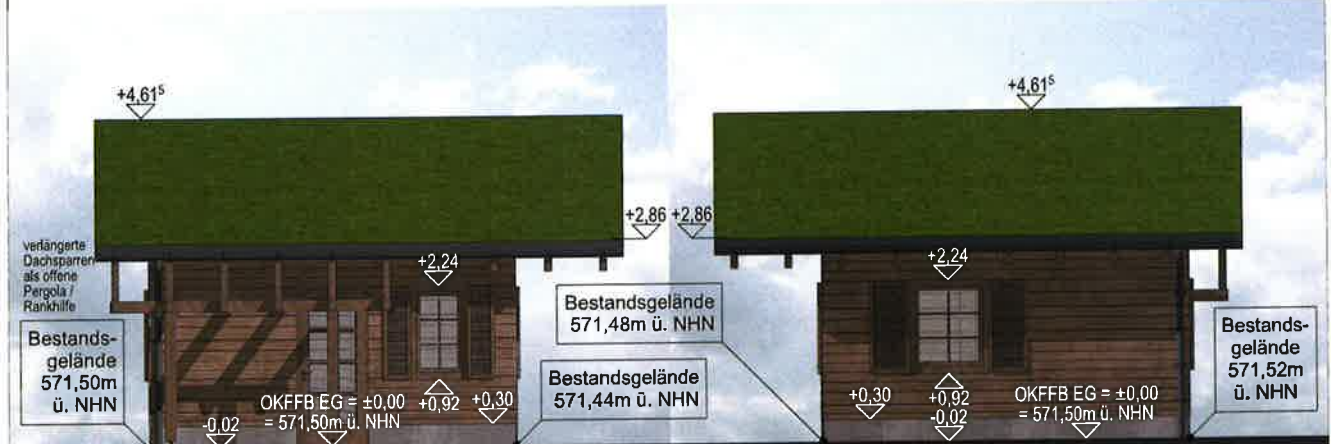 +4,61⁵
+2,86
verlängerte
Dachsparren
als offene
Pergola /
Rankhilfe
+2,24
Bestands-
gelände
571,50m
ü. NHN
-0,02
OKFFB EG = ±0,00
= 571,50m ü. NHN
+0,92
+0,30
Bestandsgelände
571,48m ü. NHN
Bestandsgelände
571,44m ü. NHN
+4,61⁵
+2,86
+2,24
+0,30
+0,92
-0,02
OKFFB EG = ±0,00
= 571,50m ü. NHN
Bestands-
gelände
571,52m
ü. NHN